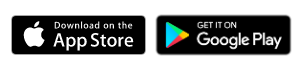 Download on the
App Store
GET IT ON
Google Play